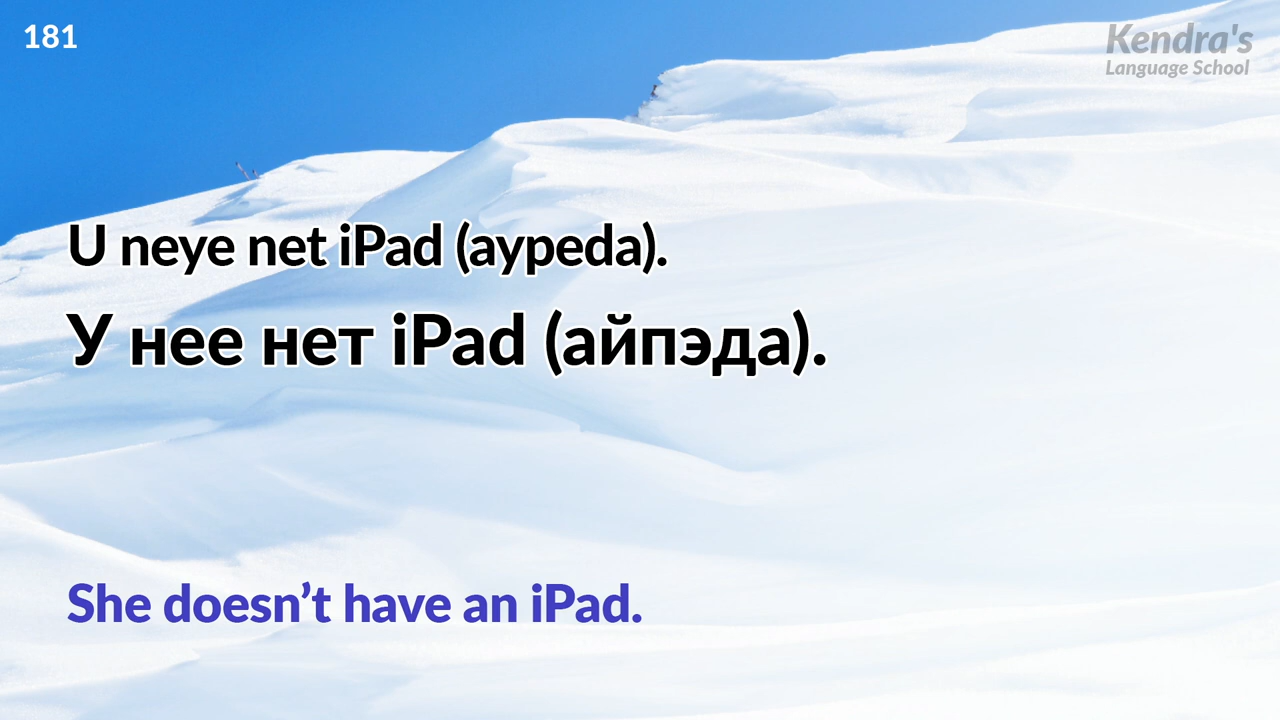 181
Kendra's
Language School
U neye net iPad (aypeda).
У нее нет iPad (айпэда).
She doesn’t have an iPad.